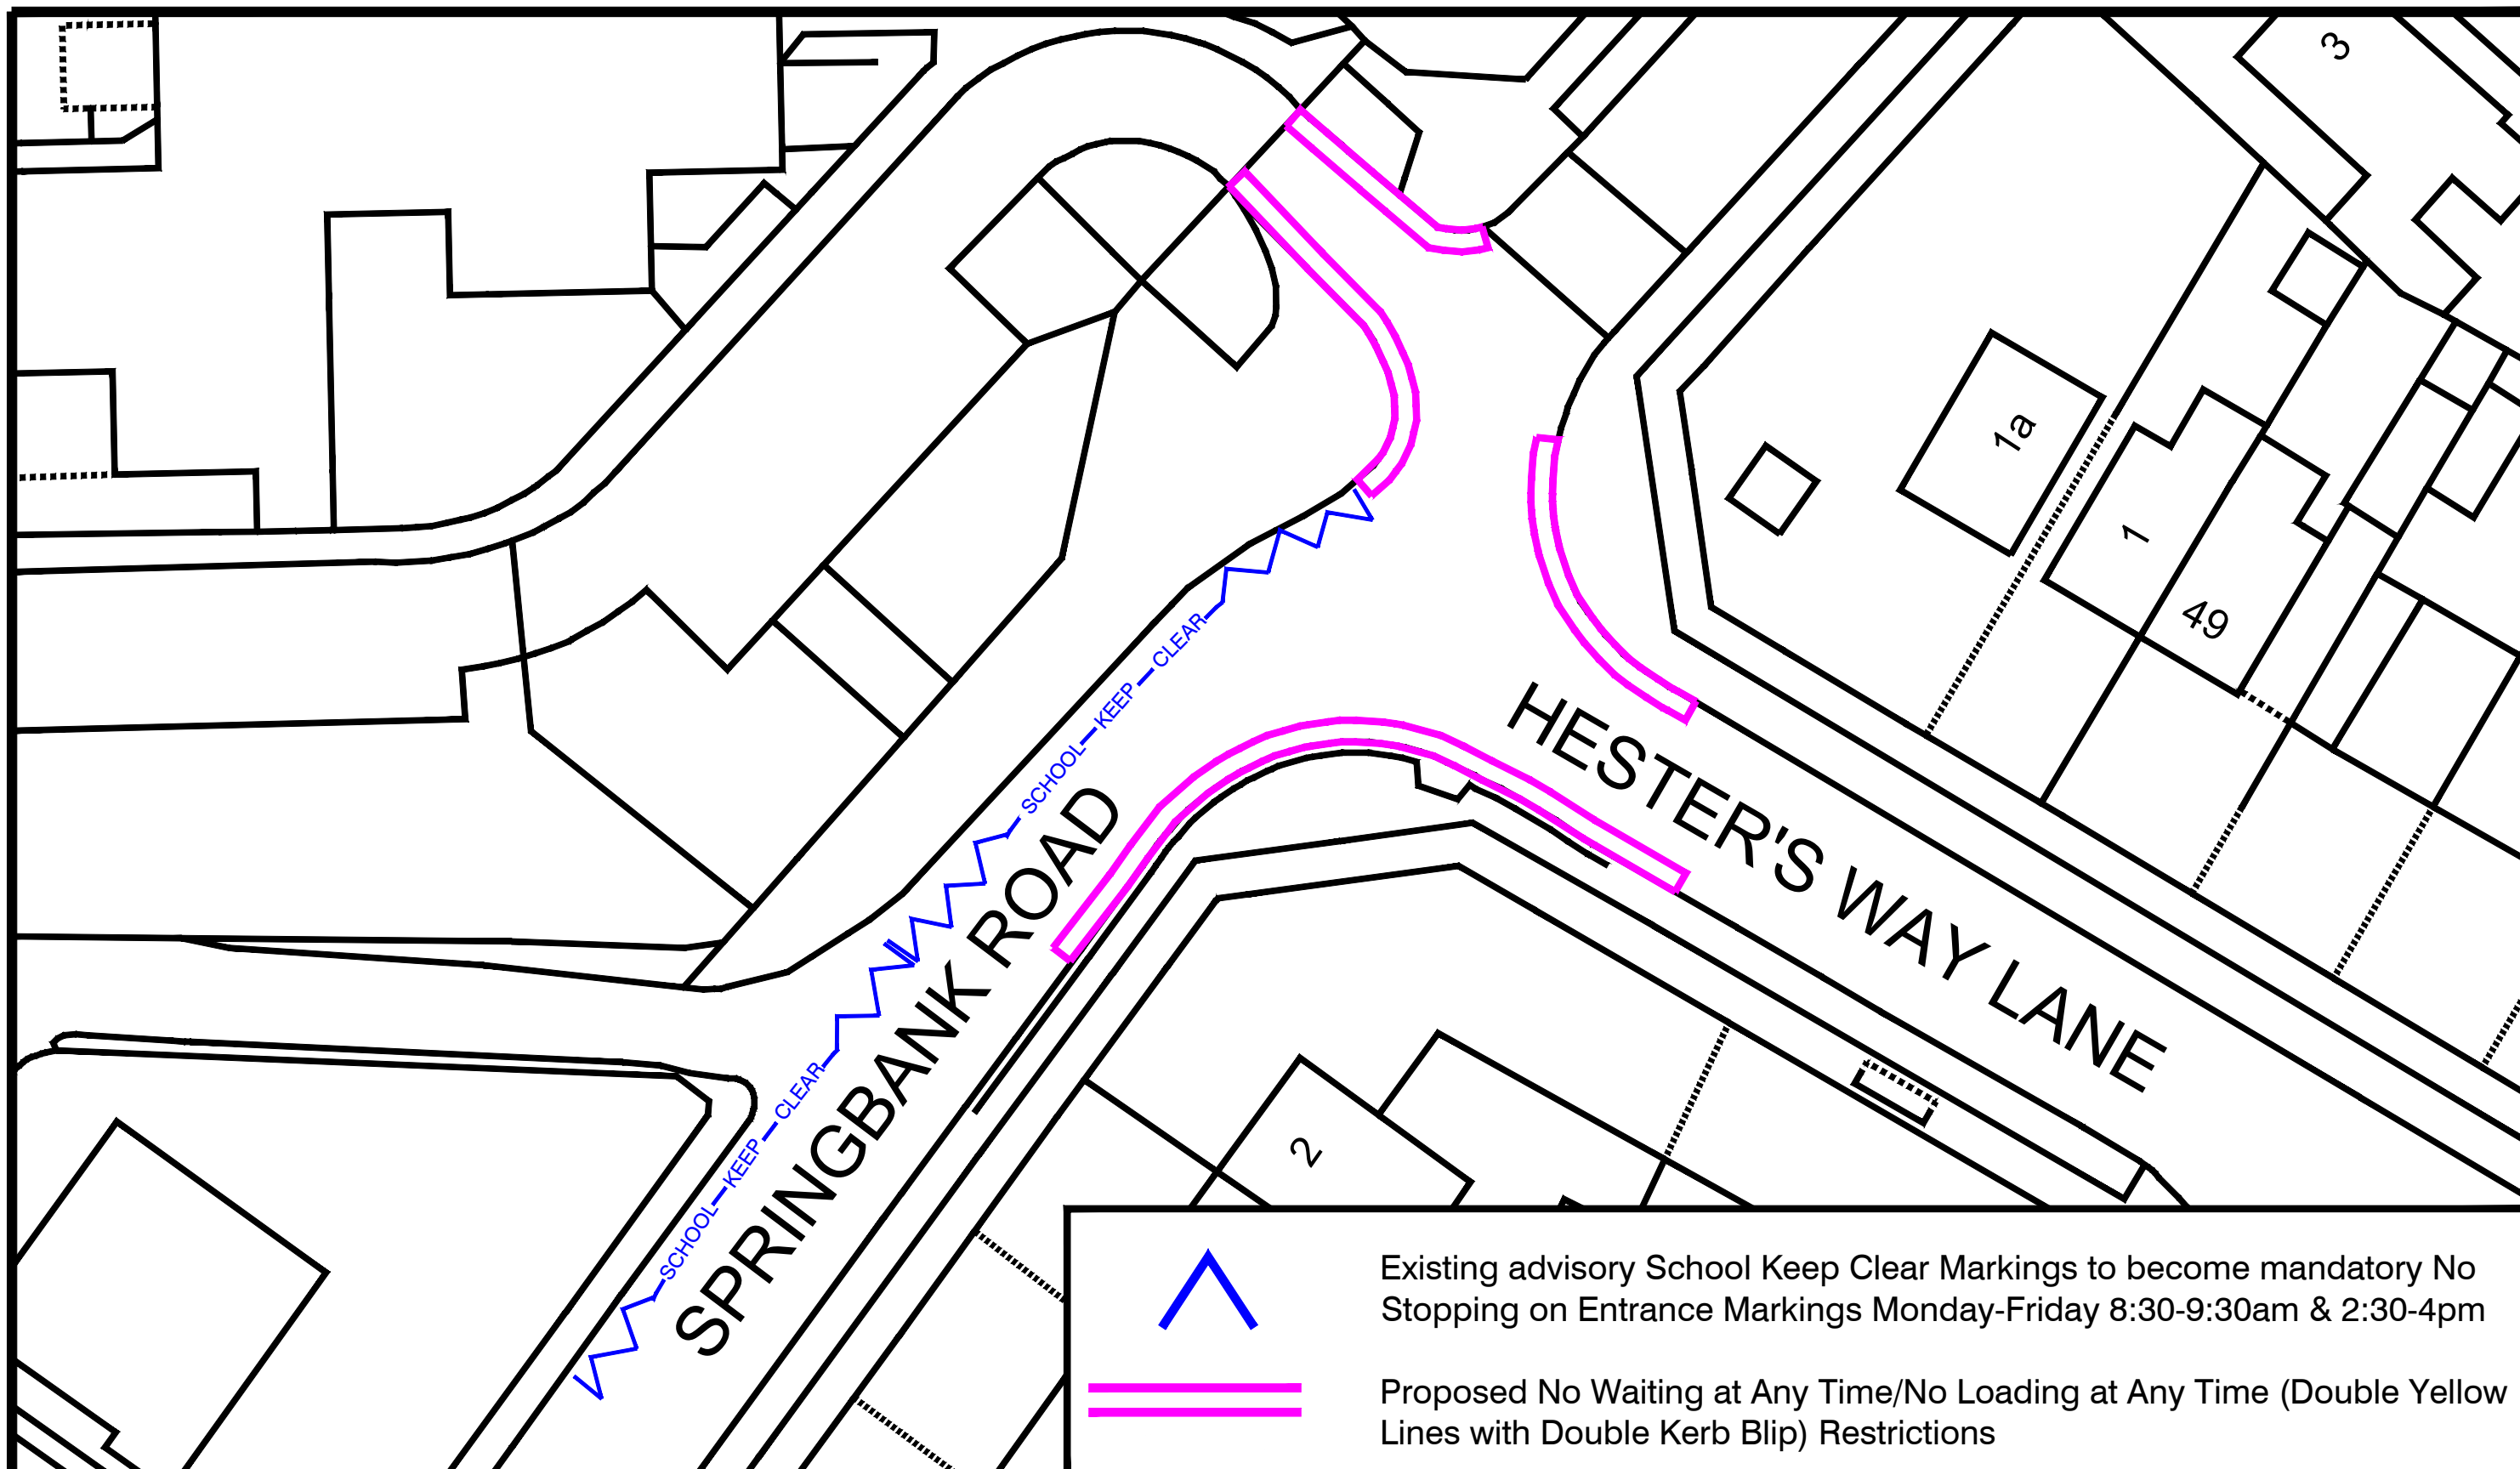 3
1a
1
49
SCHOOL KEEP CLEAR
HESTER'S WAY LANE
SPRINGBANK ROAD
SCHOOL KEEP CLEAR
2
Existing advisory School Keep Clear Markings to become mandatory No
Stopping on Entrance Markings Monday-Friday 8:30-9:30am & 2:30-4pm
Proposed No Waiting at Any Time/No Loading at Any Time (Double Yellow
Lines with Double Kerb Blip) Restrictions